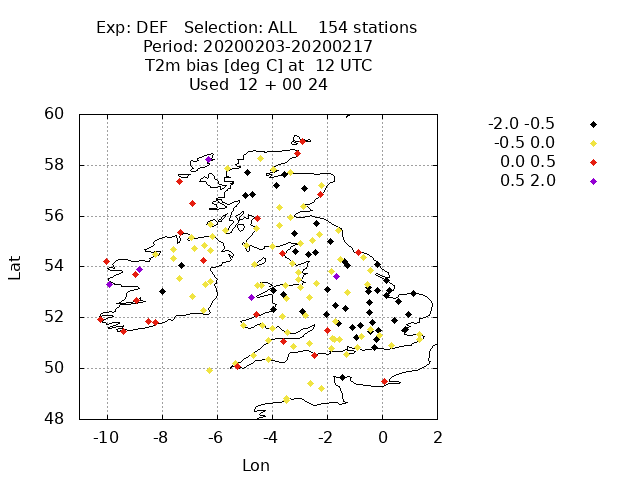 Exp: DEF   Selection: ALL    154 stations
Period: 20200203-20200217
T2m bias [deg C] at  12 UTC
Used  12 + 00 24
60
58
56
54
52
50
48
-10 -8 -6 -4 -2 0 2
Lat
Lon
-2.0 -0.5
-0.5 0.0
0.0 0.5
0.5 2.0